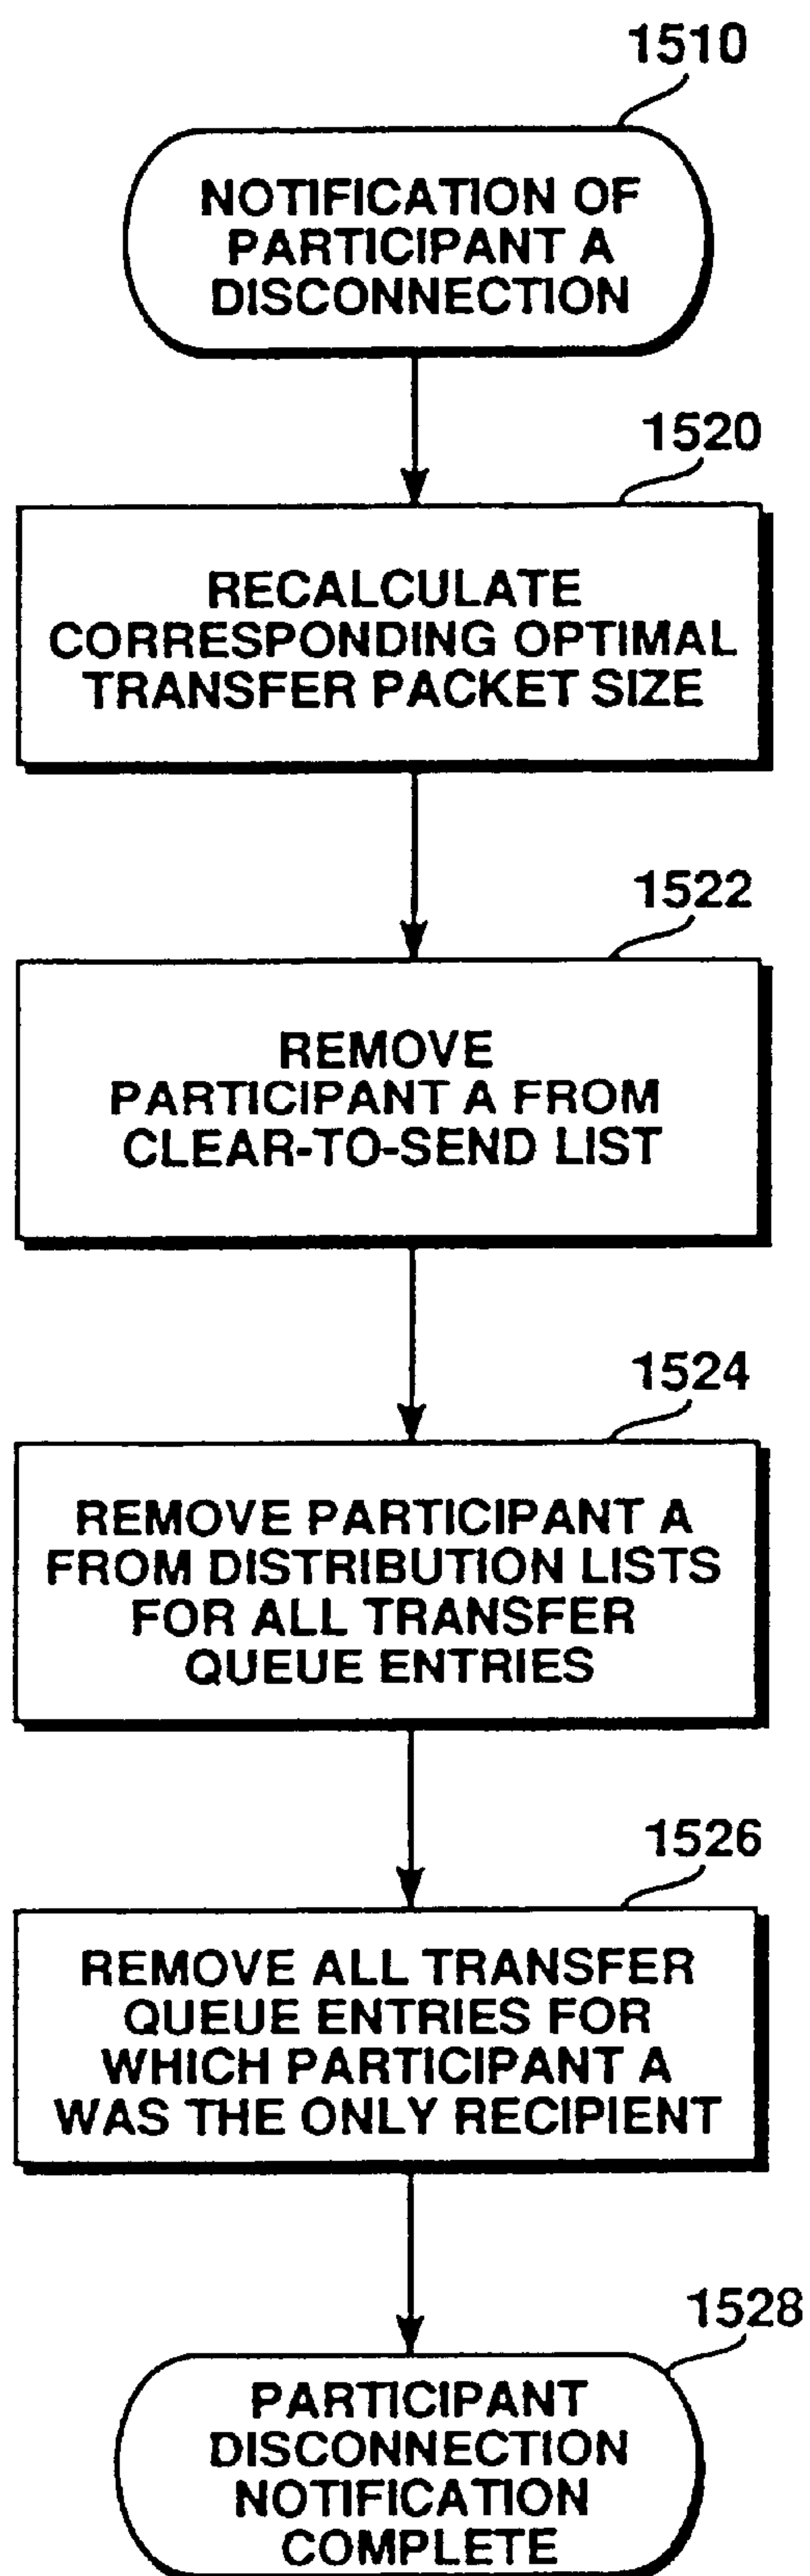 1510
NOTIFICATION OF
PARTICIPANT A
DISCONNECTION
1520
RECALCULATE
CORRESPONDING OPTIMAL
TRANSFER PACKET SIZE
1522
REMOVE
PARTICIPANT A FROM
CLEAR-TO-SEND LIST
1524
REMOVE PARTICIPANT A
FROM DISTRIBUTION LISTS
FOR ALL TRANSFER
QUEUE ENTRIES
1526
REMOVE ALL TRANSFER
QUEUE ENTRIES FOR
WHICH PARTICIPANT A
WAS THE ONLY RECIPIENT
1528
PARTICIPANT
DISCONNECTION
NOTIFICATION
COMPLETE